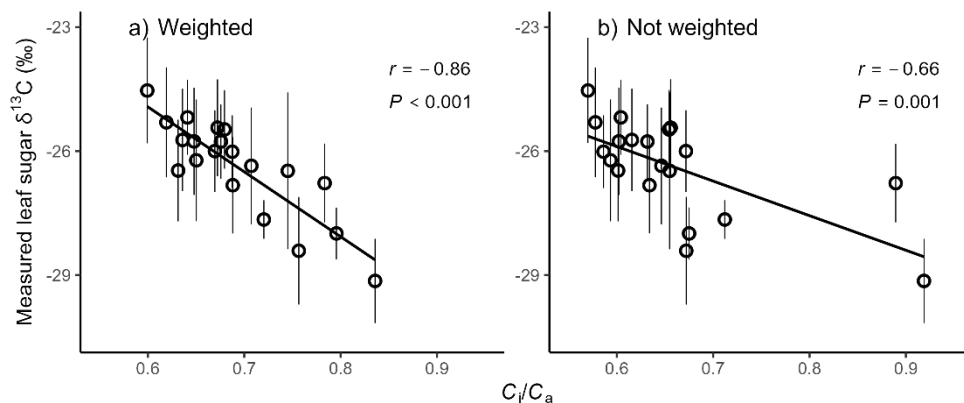 a) Weighted
r = − 0.86
P < 0.001
b) Not weighted
r = − 0.66
P = 0.001
Measured leaf sugar δ¹³C (‰)
-23
-26
-29
-23
-26
-29
0.6 0.7 0.8 0.9
0.6 0.7 0.8 0.9
Ci/Ca